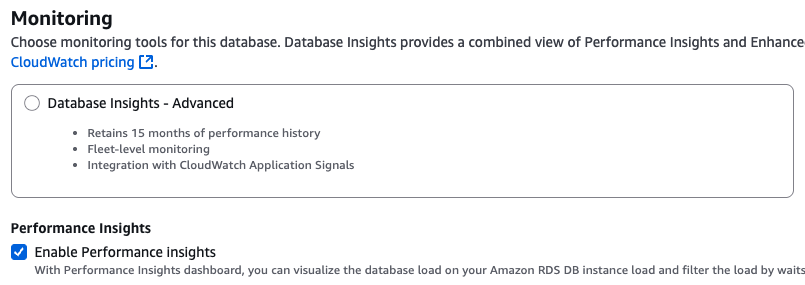 Monitoring
Choose monitoring tools for this database. Database Insights provides a combined view of Performance Insights and Enhance
CloudWatch pricing.
Database Insights - Advanced
• Retains 15 months of performance history
• Fleet-level monitoring
• Integration with CloudWatch Application Signals
Performance Insights
Enable Performance insights
With Performance Insights dashboard, you can visualize the database load on your Amazon RDS DB instance load and filter the load by waits